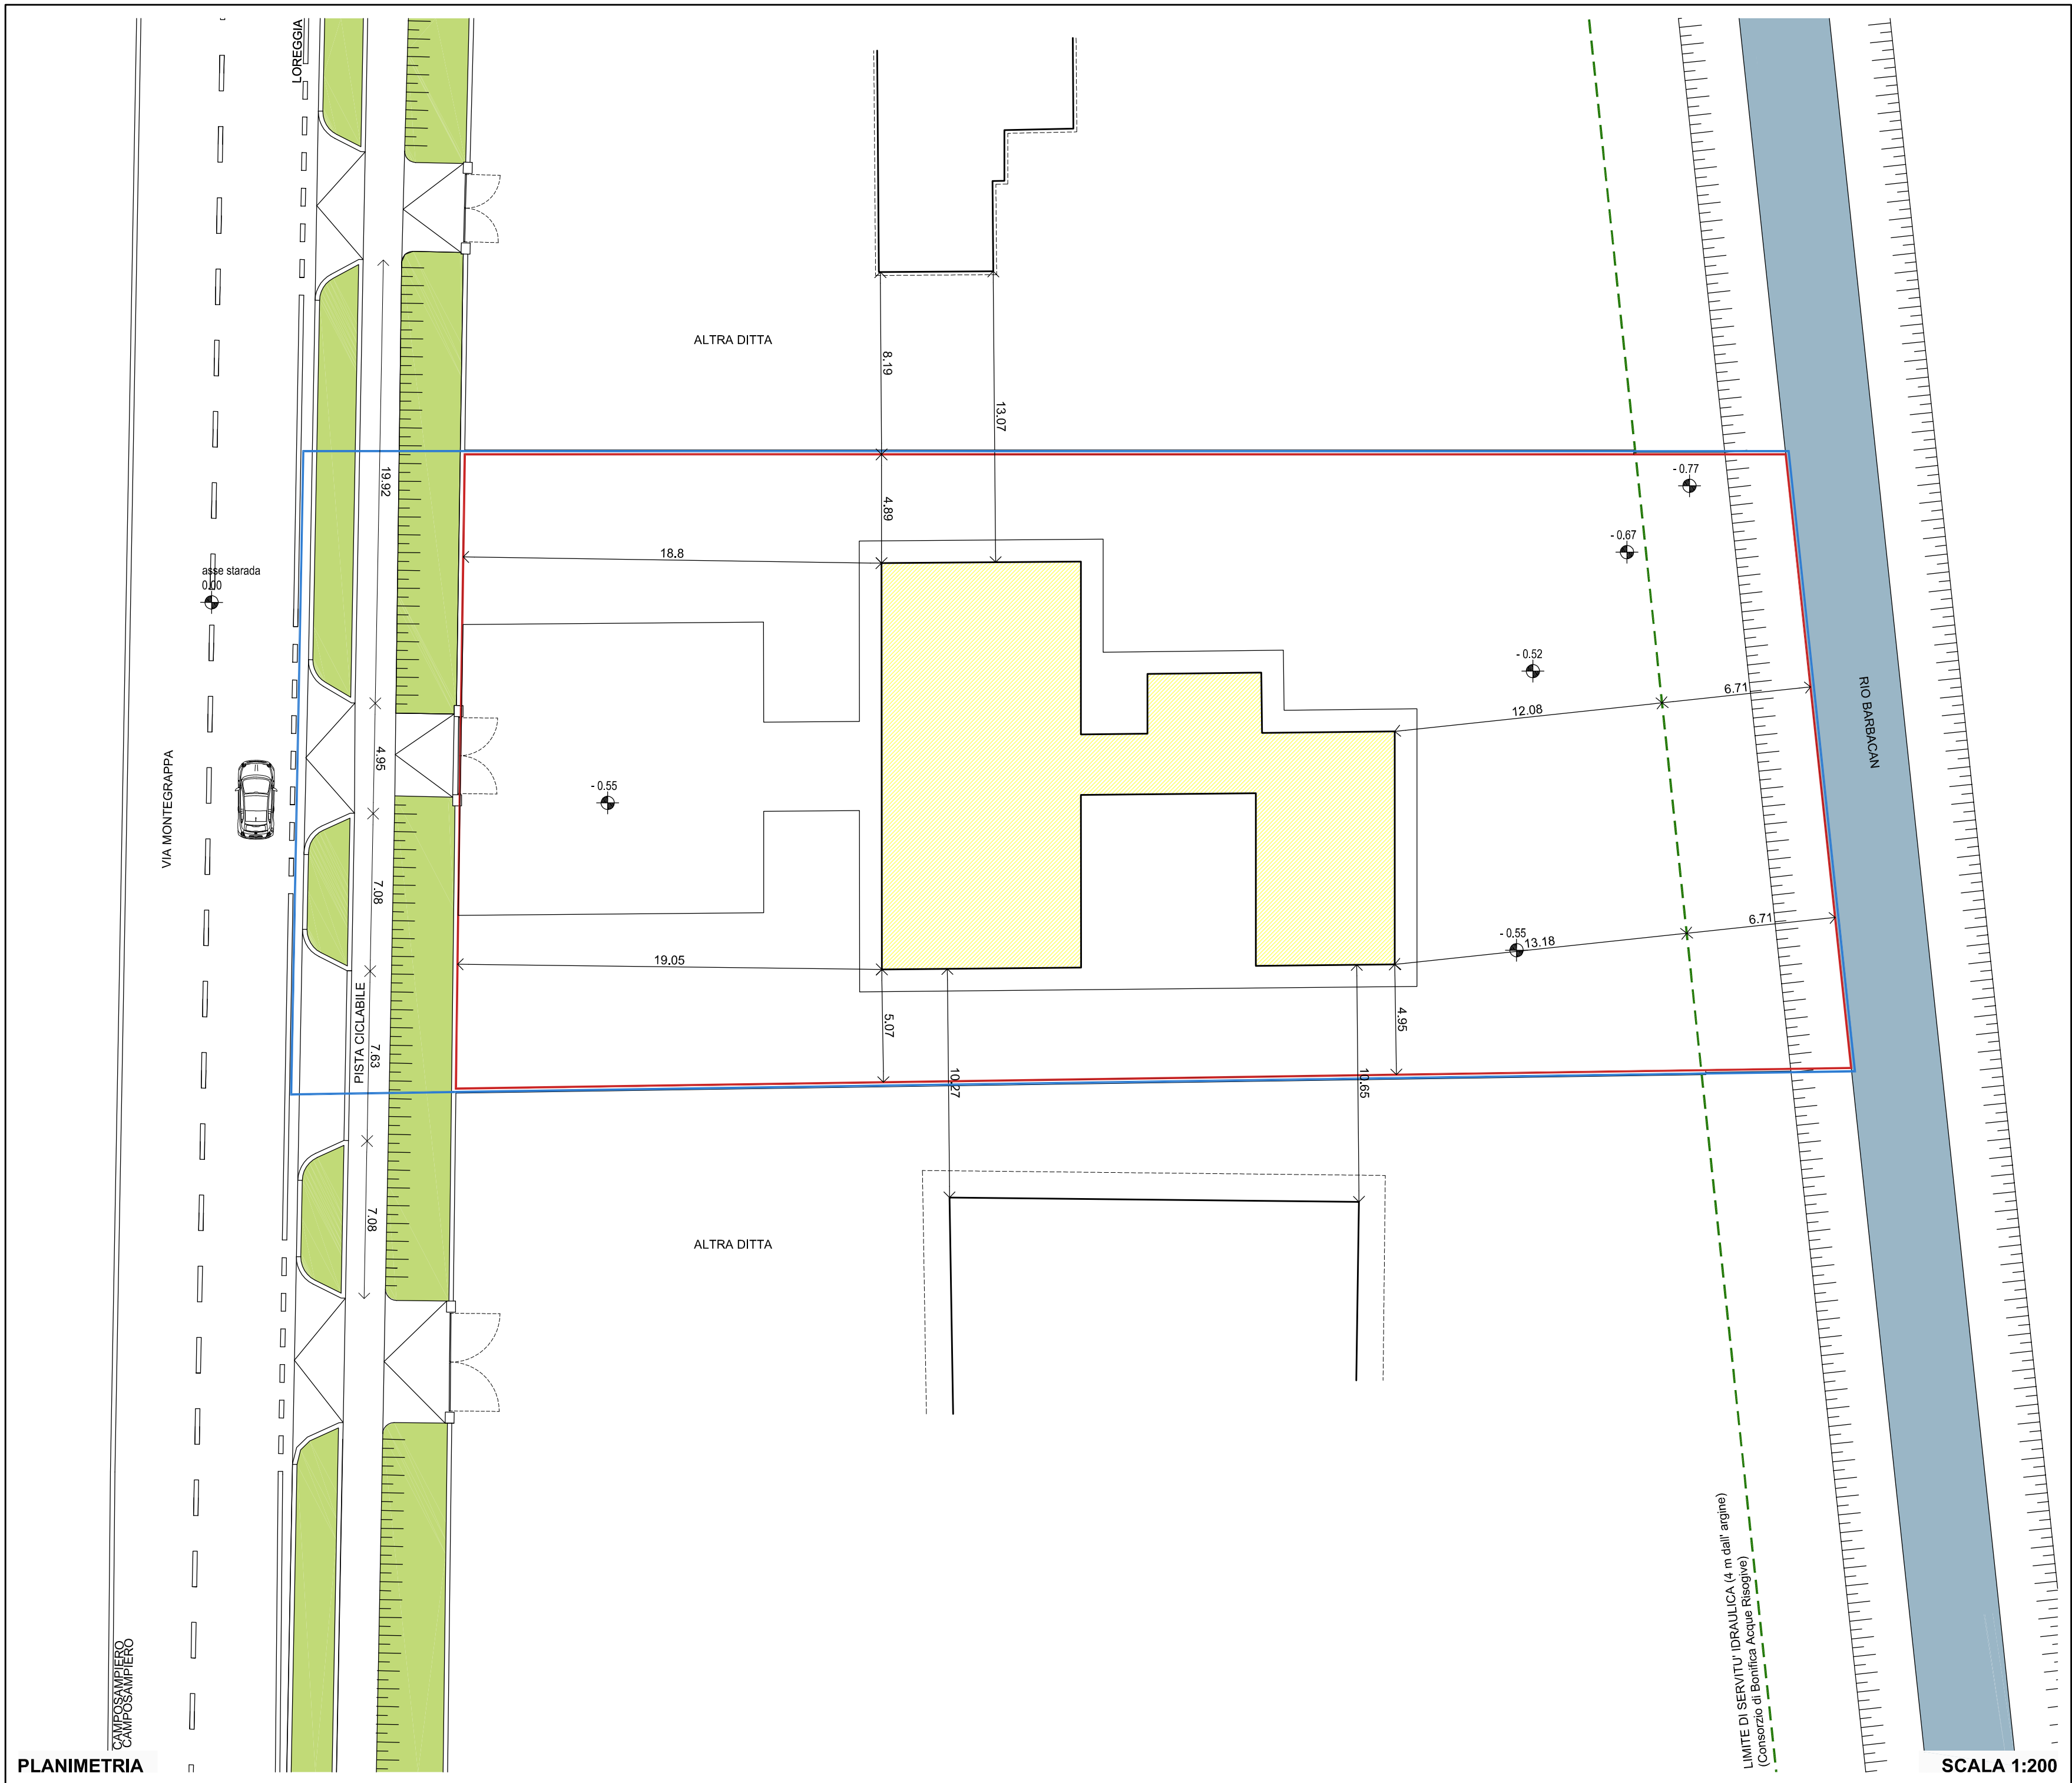 LOREGGIA
ALTRA DITTA
8.19
13.07
19.92
- 0.77
4.89
- 0.67
18.8
asse starada
0.00
- 0.52
6.71
12.08
RIO BARBACAN
VIA MONTEGRAPPA
4.95
- 0.55
7.08
6.71
- 0.55
13.18
19.05
PISTA CICLABILE
7.63
5.07
4.95
10.27
10.65
7.08
ALTRA DITTA
LIMITE DI SERVITU' IDRAULICA (4 m dall' argine)
(Consorzio di Bonifica Acque Risogive)
CAMPOSAMPIERO
CAMPOSAMPIERO
PLANIMETRIA
SCALA 1:200